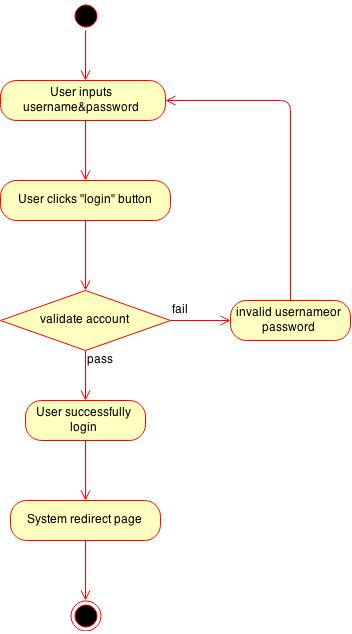 User inputs
username&password
User clicks "login" button
validate account
fail
invalid usernameor
password
pass
User successfully
login
System redirect page